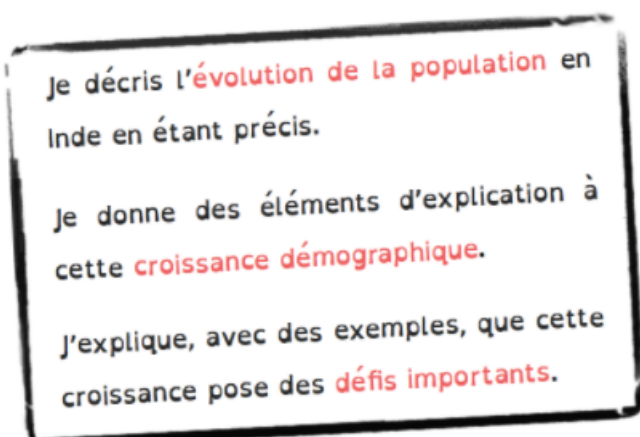 Je décris l'évolution de la population en
Inde en étant précis.
Je donne des éléments d'explication à
cette croissance démographique.
J'explique, avec des exemples, que cette
croissance pose des défis importants.